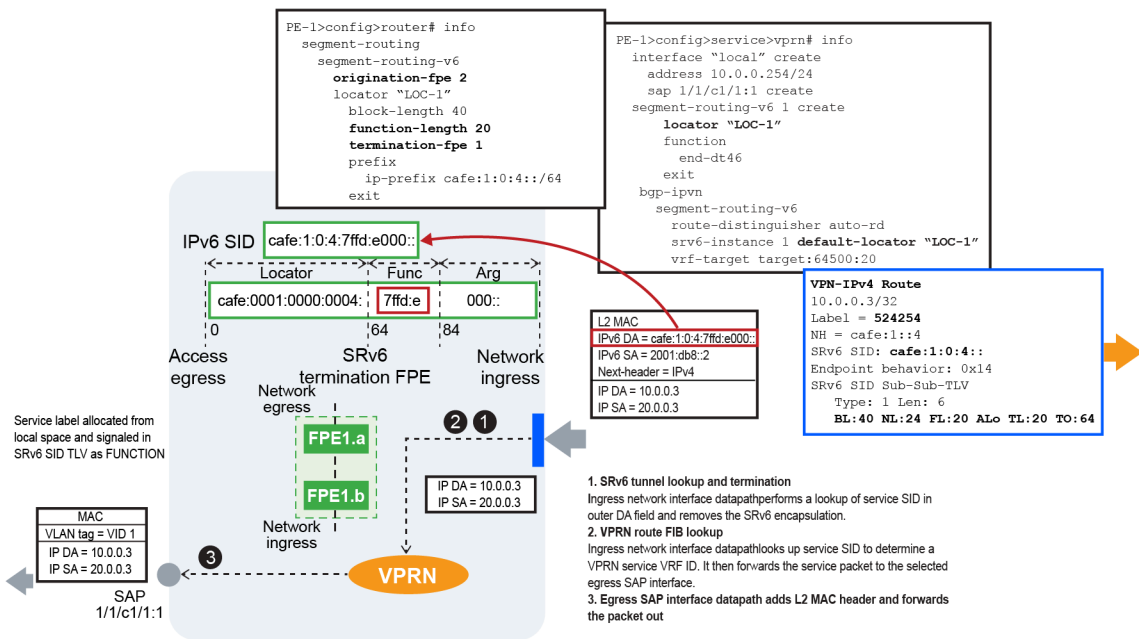 PE-1>config>router# info
segment-routing
segment-routing-v6
origination-fpe 2
locator “LOC-1”
block-length 40
function-length 20
termination-fpe 1
prefix
ip-prefix cafe:1:0:4::/64
exit
PE-1>config>service>vprn# info
interface “local” create
address 10.0.0.254/24
sap 1/1/c1/1:1 create
segment-routing-v6 1 create
locator “LOC-1”
function
end-dt46
exit
bgp-ipvn
segment-routing-v6
route-distinguisher auto-rd
srv6-instance 1 default-locator “LOC-1”
vrf-target target:64500:20
IPv6 SID
cafe:1:0:4:7ffd:e000::
Locator
Func
Arg
cafe:0001:0000:0004:
7ffd:e
000::
0
64
84
Access
egress
SRv6
termination FPE
Network
ingress
VPN-IPv4 Route
10.0.0.3/32
Label = 524254
NH = cafe:1::4
SRv6 SID: cafe:1:0:4::
Endpoint behavior: 0x14
SRv6 SID Sub-Sub-TLV
Type: 1 Len: 6
BL:40 NL:24 FL:20 ALo TL:20 TO:64
L2 MAC
IPv6 DA = cafe:1:0:4:7ffd:e000::
IPv6 SA = 2001:db8::2
Next-header = IPv4
IP DA = 10.0.0.3
IP SA = 20.0.0.3
Network
egress
FPE1.a
FPE1.b
Network
ingress
2
1
IP DA = 10.0.0.3
IP SA = 20.0.0.3
Service label allocated from
local space and signaled in
SRv6 SID TLV as FUNCTION
MAC
VLAN tag = VID 1
IP DA = 10.0.0.3
IP SA = 20.0.0.3
3
VPRN
SAP
1/1/c1/1:1
1. SRv6 tunnel lookup and termination
Ingress network interface datapathperforms a lookup of service SID in
outer DA field and removes the SRv6 encapsulation.
2. VPRN route FIB lookup
Ingress network interface datapathlooks up service SID to determine a
VPRN service VRF ID. It then forwards the service packet to the selected
egress SAP interface.
3. Egress SAP interface datapath adds L2 MAC header and forwards
the packet out